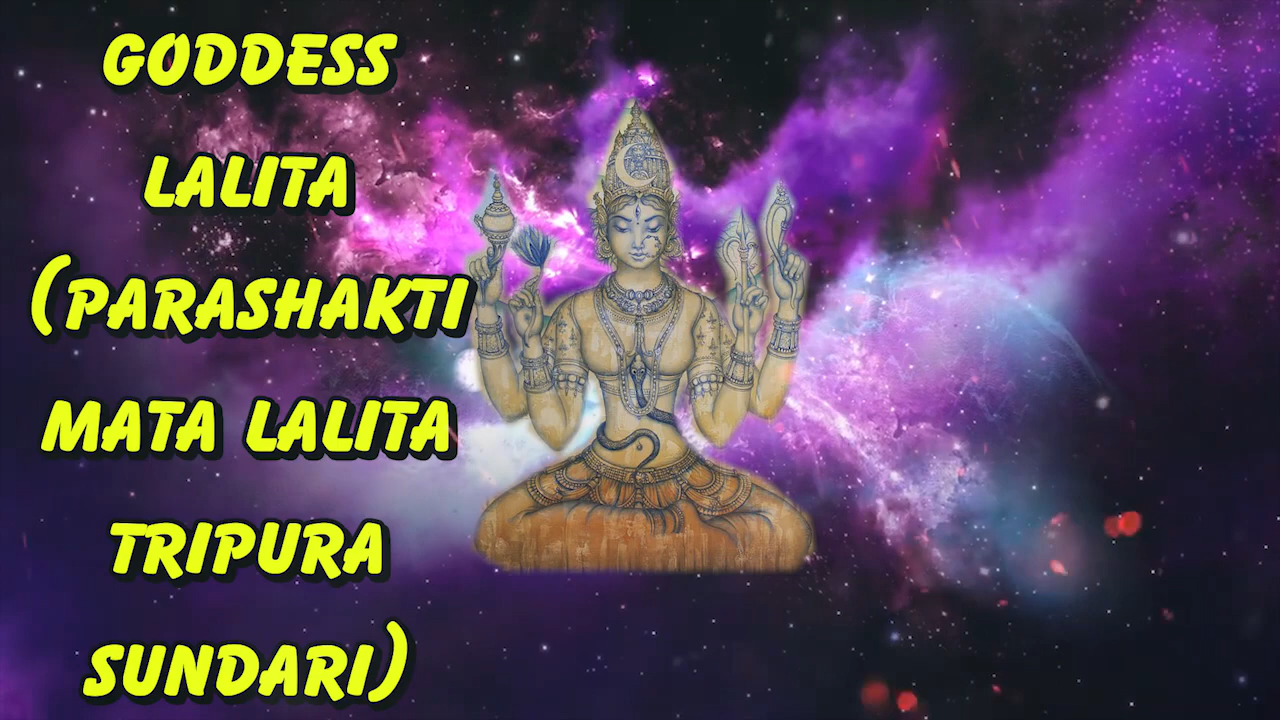 GODDESS
LALITA
(PARASHAKTI
MATA LALITA
TRIPURA
SUNDARI)